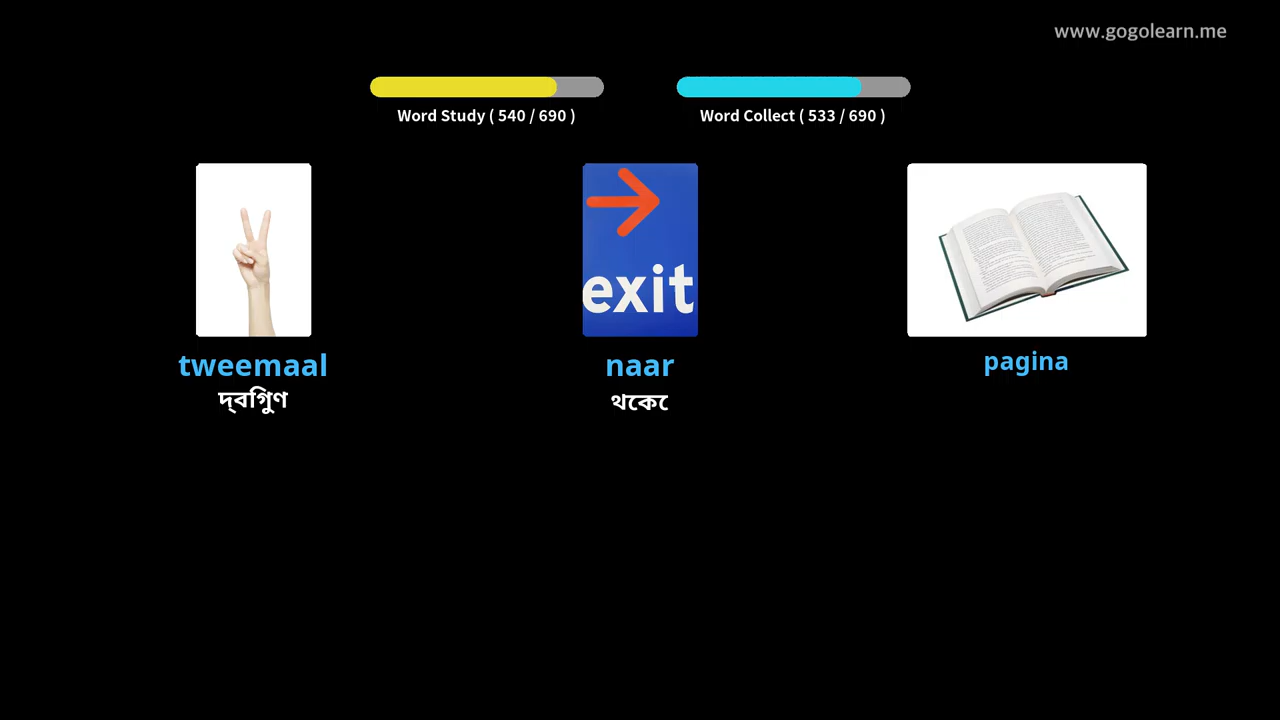 www.gogolearn.me
Word Study ( 540 / 690 )
Word Collect ( 533 / 690 )
exit
tweemaal
naar
pagina
দ্বিগুণ
থেকে